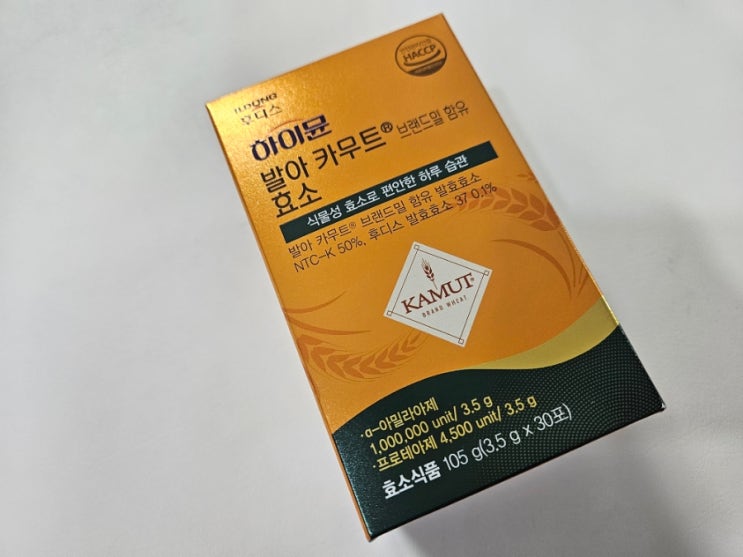 HACCP
ILDONG
후디스
하이뮨
발아 카무트® 브랜드밀 함유
효소
식물성 효소로 편안한 하루 습관
발아 카무트® 브랜드밀 함유 발효효소
NTC-K 50%, 후디스 발효효소 37 0.1%
KAMUT®
BRAND WHEAT
·α-아밀라아제
1,000,000 unit/ 3.5 g
·프로테아제 4,500 unit/ 3.5 g
효소식품 105 g(3.5 g x 30포)